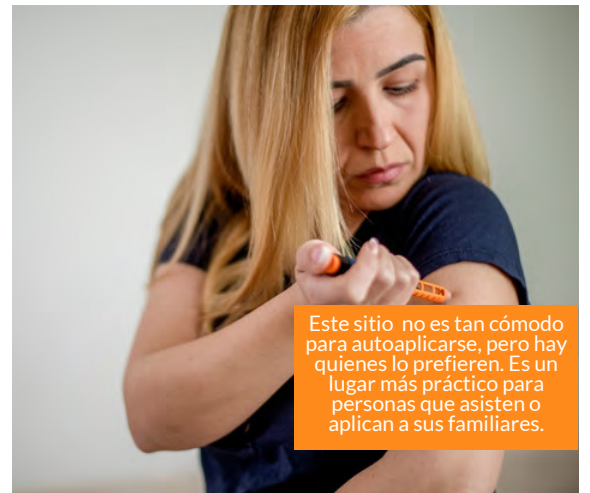 Este sitio no es tan cómodo
para autoaplicarse, pero hay
quienes lo prefieren. Es un
lugar más práctico para
personas que asisten o
aplican a sus familiares.